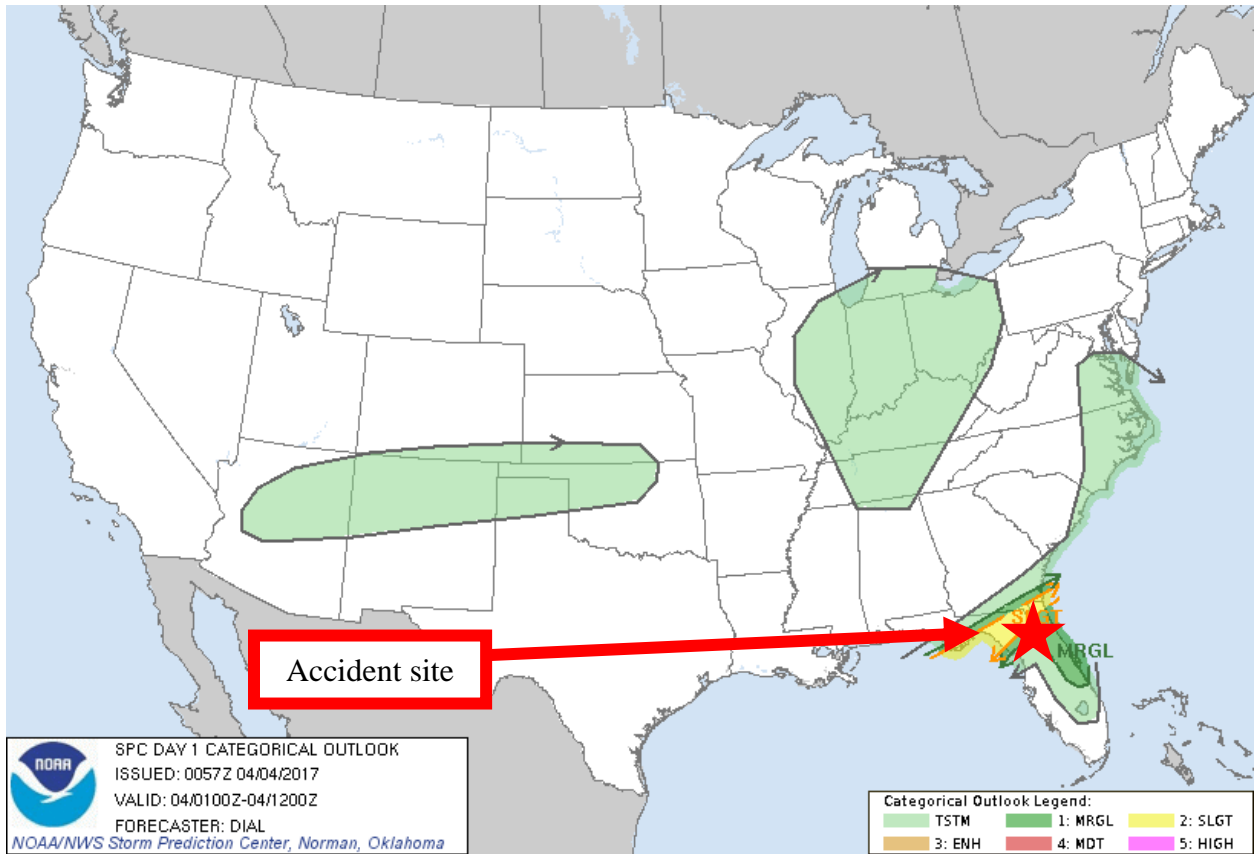 SLGT
MRGL
Accident site
NOAA
SPC DAY 1 CATEGORICAL OUTLOOK
ISSUED: 0057Z 04/04/2017
VALID: 04/0100Z-04/1200Z
FORECASTER: DIAL
NOAA/NWS Storm Prediction Center, Norman, Oklahoma
Categorical Outlook Legend:
TSTM 1: MRGL 2: SLGT
3: ENH 4: MDT 5: HIGH